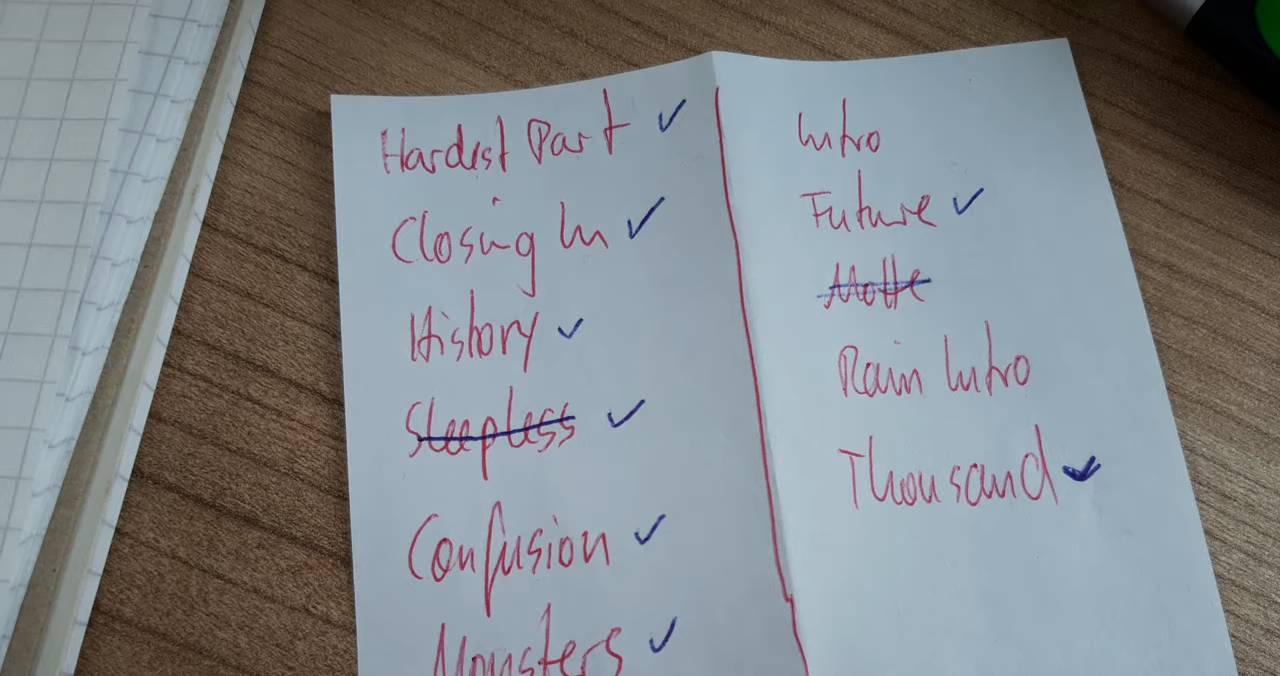 Hardest Part ✓
Closing In ✓
History ✓
Sleepless ✓
Confusion ✓
Monsters ✓
Intro
Future ✓
Motte
Rain Intro
Thousand ✓